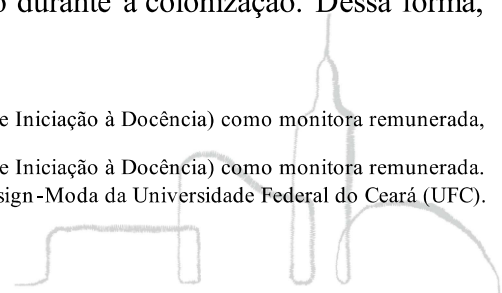 o durante a colonização. Dessa forma,
e Iniciação à Docência) como monitora remunerada,
e Iniciação à Docência) como monitora remunerada.
sign-Moda da Universidade Federal do Ceará (UFC).